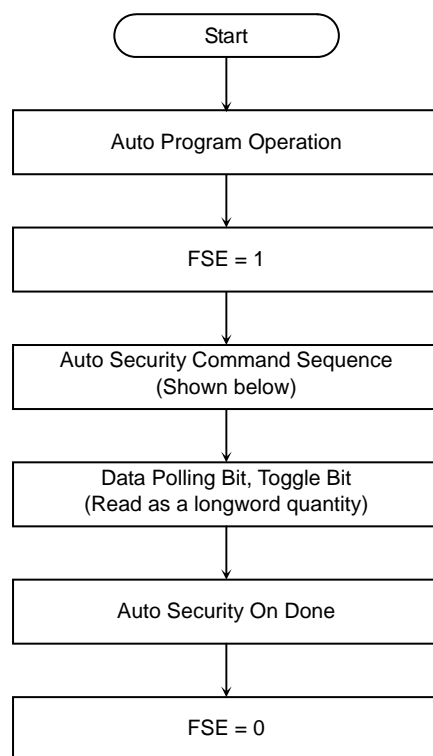 Start
Auto Program Operation
FSE = 1
Auto Security Command Sequence
(Shown below)
Data Polling Bit, Toggle Bit
(Read as a longword quantity)
Auto Security On Done
FSE = 0